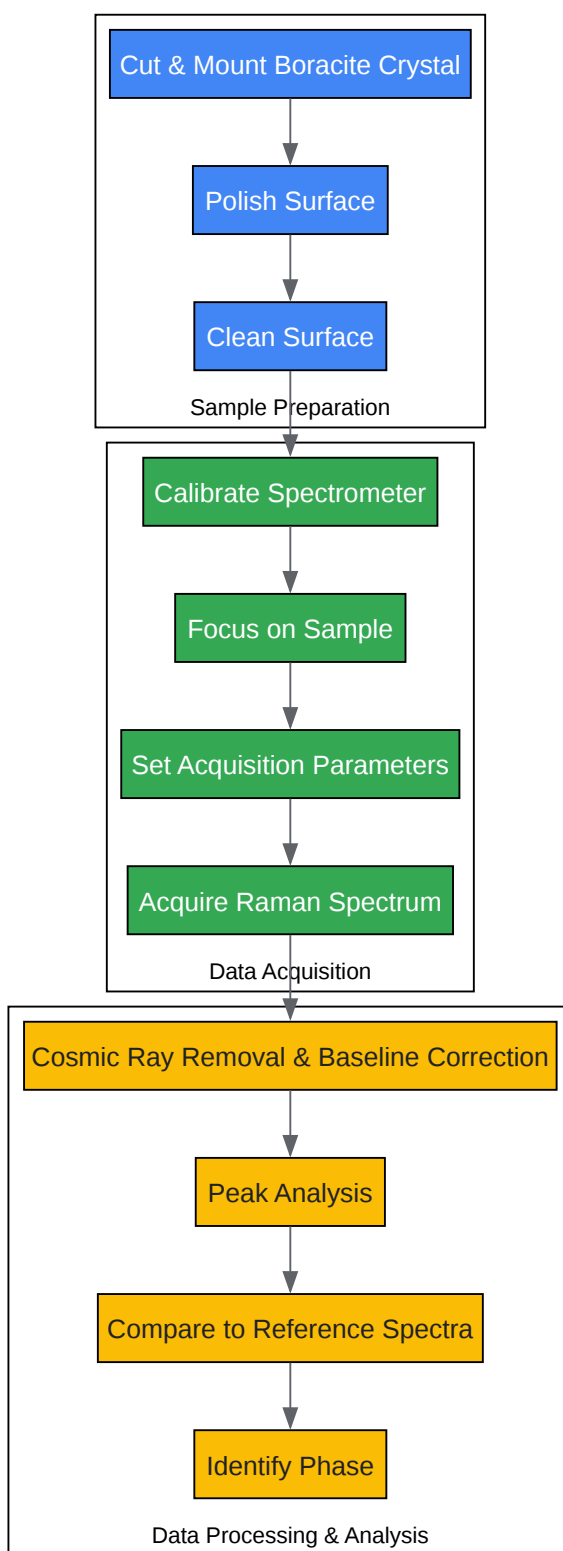 Cut & Mount Boracite Crystal
Polish Surface
Clean Surface
Sample Preparation
Calibrate Spectrometer
Focus on Sample
Set Acquisition Parameters
Acquire Raman Spectrum
Data Acquisition
Cosmic Ray Removal & Baseline Correction
Peak Analysis
Compare to Reference Spectra
Identify Phase
Data Processing & Analysis